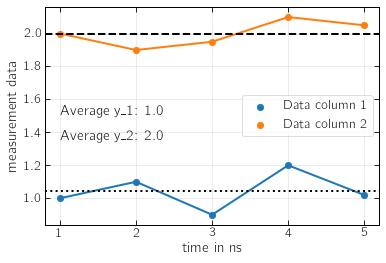 measurement data
2.0
1.8
1.6
1.4
1.2
1.0
Average y_1: 1.0
Average y_2: 2.0
Data column 1
Data column 2
1 2 3 4 5
time in ns